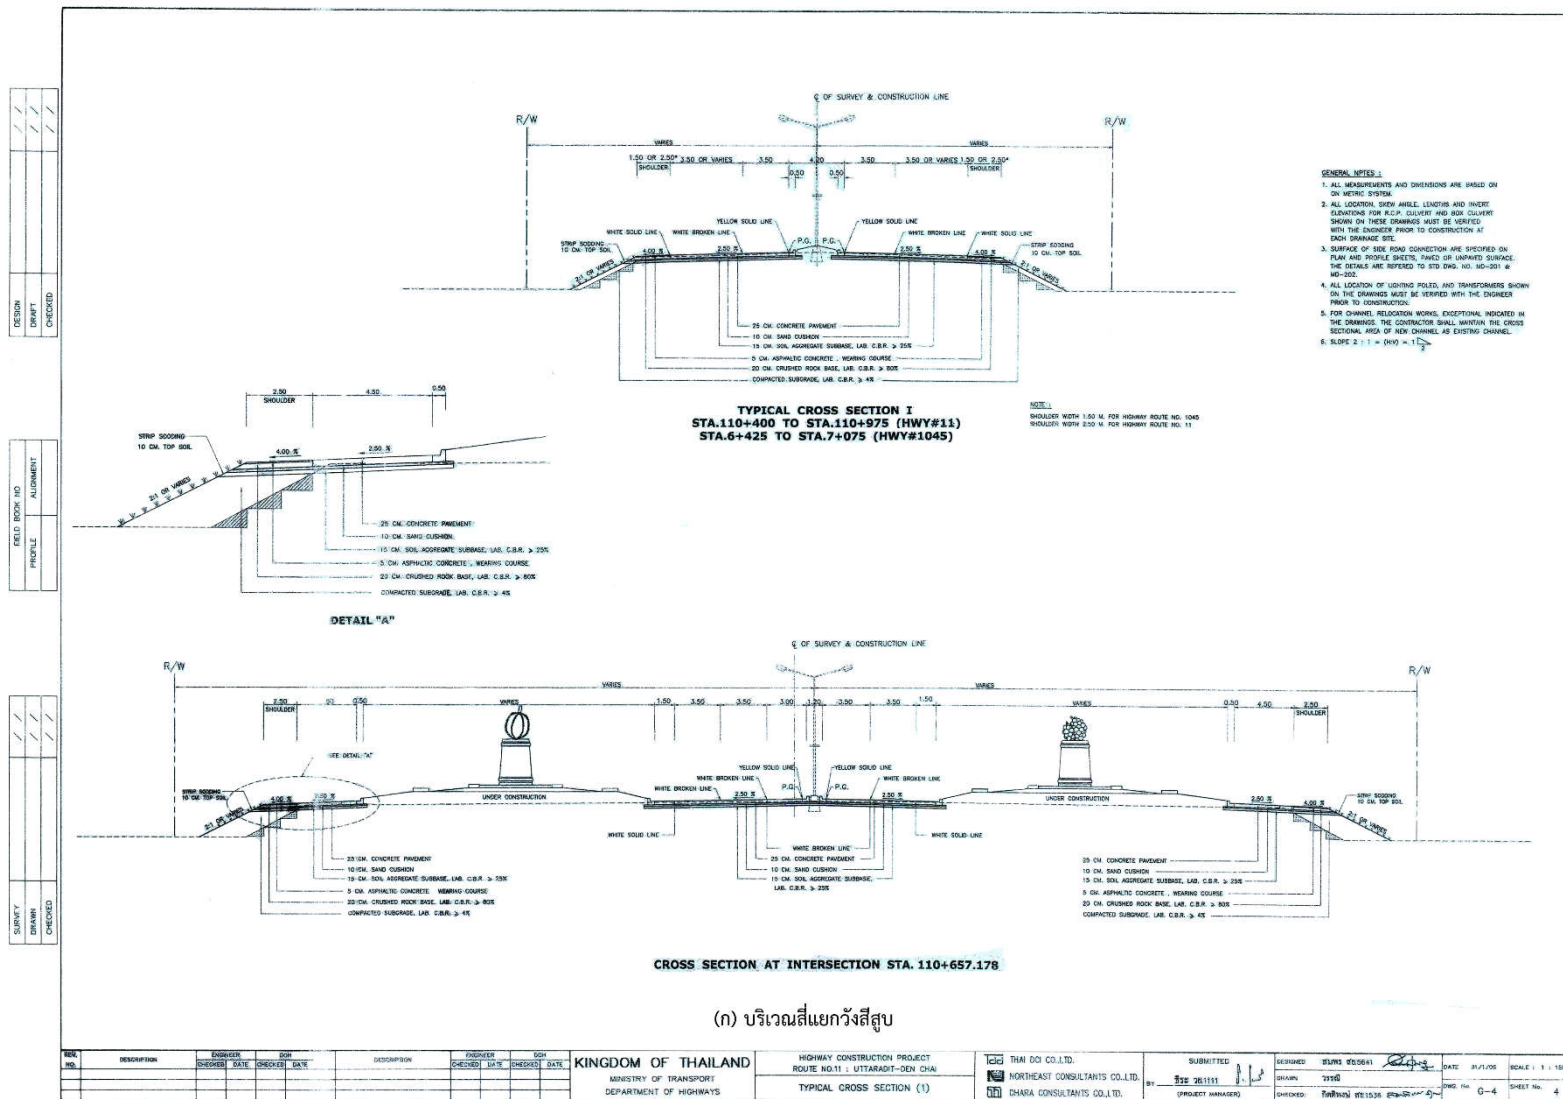 ℄ OF SURVEY & CONSTRUCTION LINE
R/W
R/W
VARIES
VARIES
1.50 OR 2.50*
3.50 OR VARIES
3.50
4.20
3.50
3.50 OR VARIES
1.50 OR 2.50*
SHOULDER
SHOULDER
0.50
0.50
YELLOW SOLID LINE
YELLOW SOLID LINE
WHITE SOLID LINE
WHITE BROKEN LINE
P.G.
P.G.
WHITE BROKEN LINE
WHITE SOLID LINE
STRIP SODDING
10 CM. TOP SOIL
4.00 %
2.50 %
2.50 %
4.00 %
STRIP SODDING
10 CM. TOP SOIL
2:1 OR VARIES
2:1 OR VARIES
25 CM. CONCRETE PAVEMENT
10 CM. SAND CUSHION
15 CM. SOIL AGGREGATE SUBBASE, LAB. C.B.R. ≥ 25%
5 CM. ASPHALTIC CONCRETE , WEARING COURSE
20 CM. CRUSHED ROCK BASE, LAB. C.B.R. ≥ 80%
COMPACTED SUBGRADE, LAB. C.B.R. ≥ 4%
TYPICAL CROSS SECTION I
STA.110+400 TO STA.110+975 (HWY#11)
STA.6+425 TO STA.7+075 (HWY#1045)
GENERAL NPTES :
1. ALL MEASUREMENTS AND DIMENSIONS ARE BASED ON
ON METRIC SYSTEM.
2. ALL LOCATION, SKEW ANGLE, LENGTHS AND INVERT
ELEVATIONS FOR R.C.P. CULVERT AND BOX CULVERT
SHOWN ON THESE DRAWINGS MUST BE VERIFIED
WITH THE ENGINEER PRIOR TO CONSTRUCTION AT
EACH DRAINAGE SITE.
3. SURFACE OF SIDE ROAD CONNECTION ARE SPECIFIED ON
PLAN AND PROFILE SHEETS, PAVED OR UNPAVED SURFACE.
THE DETAILS ARE REFERED TO STD DWG. NO. MD-201 &
MD-202.
4. ALL LOCATION OF LIGHTING POLED, AND TRANSFORMERS SHOWN
ON THE DRAWINGS MUST BE VERIFIED WITH THE ENGINEER
PRIOR TO CONSTRUCTION.
5. FOR CHANNEL RELOCATION WORKS, EXCEPTIONAL INDICATED IN
THE DRAWINGS. THE CONTRACTOR SHALL MAINTAIN THE CROSS
SECTIONAL AREA OF NEW CHANNEL AS EXISTING CHANNEL.
6. SLOPE 2 : 1 = (H:V) = 1
2
NOTE :
SHOULDER WIDTH 1.50 M. FOR HIGHWAY ROUTE NO. 1045
SHOULDER WIDTH 2.50 M. FOR HIGHWAY ROUTE NO. 11
2.50
4.50
0.50
SHOULDER
STRIP SODDING
10 CM. TOP SOIL
4.00 %
2.50 %
2:1 OR VARIES
25 CM. CONCRETE PAVEMENT
10 CM. SAND CUSHION
15 CM. SOIL AGGREGATE SUBBASE, LAB. C.B.R. ≥ 25%
5 CM. ASPHALTIC CONCRETE , WEARING COURSE
20 CM. CRUSHED ROCK BASE, LAB. C.B.R. ≥ 80%
COMPACTED SUBGRADE, LAB. C.B.R. ≥ 4%
DETAIL "A"
℄ OF SURVEY & CONSTRUCTION LINE
R/W
R/W
VARIES
VARIES
2.50
50
0.50
VARIES
1.50
3.50
3.50
3.00
1.20
3.50
3.50
1.50
VARIES
0.50
4.50
2.50
SHOULDER
SHOULDER
SEE DETAIL "A"
YELLOW SOLID LINE
YELLOW SOLID LINE
WHITE BROKEN LINE
WHITE BROKEN LINE
WHITE BROKEN LINE
P.G.
P.G.
STRIP SODDING
10 CM. TOP SOIL
4.00 %
2.50 %
UNDER CONSTRUCTION
2.50 %
2.50 %
UNDER CONSTRUCTION
2.50 %
4.00 %
STRIP SODDING
10 CM. TOP SOIL
2:1 OR VARIES
2:1 OR VARIES
WHITE SOLID LINE
WHITE SOLID LINE
WHITE BROKEN LINE
25 CM. CONCRETE PAVEMENT
10 CM. SAND CUSHION
15 CM. SOIL AGGREGATE SUBBASE, LAB. C.B.R. ≥ 25%
5 CM. ASPHALTIC CONCRETE WEARING COURSE
20 CM. CRUSHED ROCK BASE, LAB. C.B.R. ≥ 80%
COMPACTED SUBGRADE, LAB. C.B.R. ≥ 4%
25 CM. CONCRETE PAVEMENT
10 CM. SAND CUSHION
15 CM. SOIL AGGREGATE SUBBASE,
LAB. C.B.R. ≥ 25%
25 CM. CONCRETE PAVEMENT
10 CM. SAND CUSHION
15 CM. SOIL AGGREGATE SUBBASE, LAB. C.B.R. ≥ 25%
5 CM. ASPHALTIC CONCRETE , WEARING COURSE
20 CM. CRUSHED ROCK BASE, LAB. C.B.R. ≥ 80%
COMPACTED SUBGRADE, LAB. C.B.R. ≥ 4%
CROSS SECTION AT INTERSECTION STA. 110+657.178
(ก) บริเวณสี่แยกวังสีสูบ
DESIGN
DRAFT
CHECKED
FIELD BOOK NO
PROFILE
ALIGNMENT
SURVEY
DRAWN
CHECKED
REV. NO.
DESCRIPTION
ENGINEER
CHECKED
DATE
DOH
CHECKED
DATE
DESCRIPTION
ENGINEER
CHECKED
DATE
DOH
CHECKED
DATE
KINGDOM OF THAILAND
MINISTRY OF TRANSPORT
DEPARTMENT OF HIGHWAYS
HIGHWAY CONSTRUCTION PROJECT
ROUTE NO.11 : UTTARADIT-DEN CHAI
TYPICAL CROSS SECTION (1)
THAI DCI CO.,LTD.
NORTHEAST CONSULTANTS CO.,LTD.
DHARA CONSULTANTS CO.,LTD.
SUBMITTED
BY
(PROJECT MANAGER)
DESIGNED
DRAWN
CHECKED
DATE 31/1/05
SCALE : 1 : 150
DWG. No. G-4
SHEET No. 4